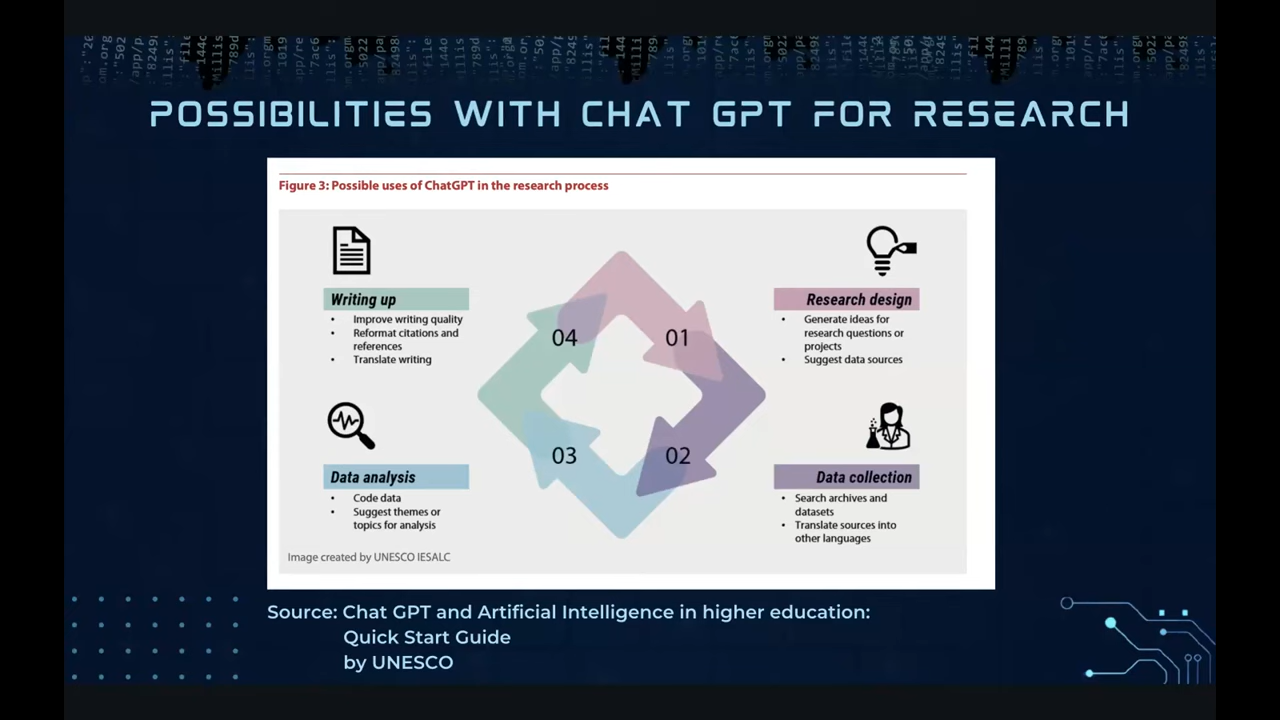 POSSIBILITIES WITH CHAT GPT FOR RESEARCH
Figure 3: Possible uses of ChatGPT in the research process
Writing up
• Improve writing quality
• Reformat citations and
references
• Translate writing
04
01
Research design
• Generate ideas for
research questions or
projects
• Suggest data sources
Data analysis
• Code data
• Suggest themes or
topics for analysis
03
02
Data collection
• Search archives and
datasets
• Translate sources into
other languages
Image created by UNESCO IESALC
Source: Chat GPT and Artificial Intelligence in higher education:
Quick Start Guide
by UNESCO